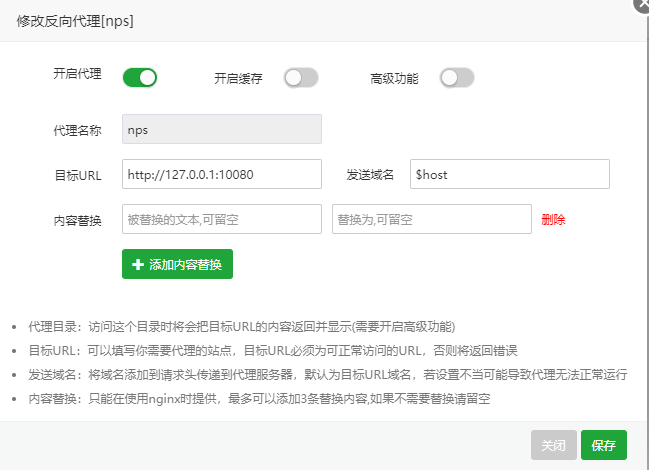 修改反向代理[nps]
开启代理 开启缓存 高级功能
代理名称 nps
目标URL http://127.0.0.1:10080 发送域名 $host
内容替换 被替换的文本,可留空 替换为,可留空 删除
添加内容替换
代理目录：访问这个目录时将会把目标URL的内容返回并显示(需要开启高级功能)
目标URL：可以填写你需要代理的站点，目标URL必须为可正常访问的URL，否则将返回错误
发送域名：将域名添加到请求头传递到代理服务器，默认为目标URL域名，若设置不当可能导致代理无法正常运行
内容替换：只能在使用nginx时提供，最多可以添加3条替换内容,如果不需要替换请留空
关闭 保存